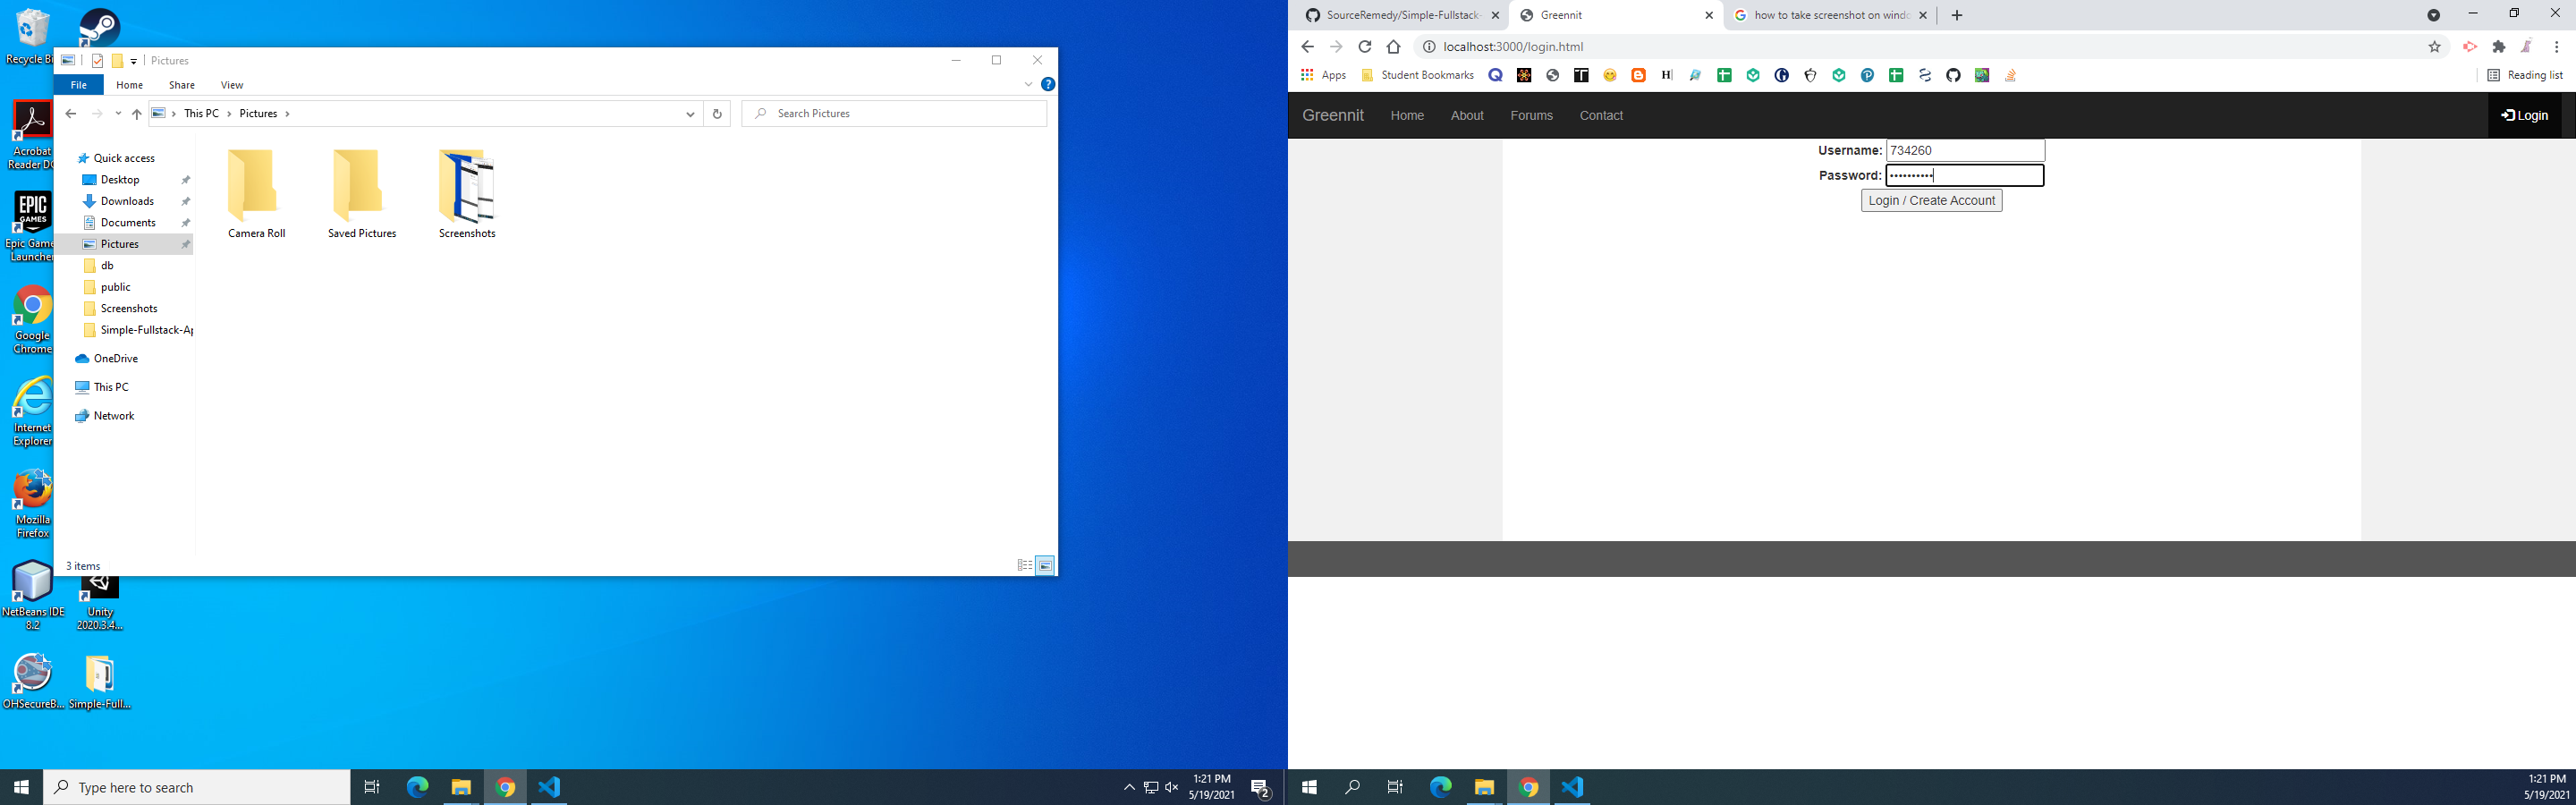 Recycle Bi
Acrobat
Reader DC
EPIC
GAMES
Epic Game
Launcher
Google
Chrome
Internet
Explorer
Mozilla
Firefox
NetBeans IDE
8.2
Unity
2020.3.4...
OHSecureB...
Simple-Full...
Pictures
File
Home
Share
View
This PC
Pictures
Search Pictures
Quick access
Desktop
Downloads
Documents
Pictures
db
public
Screenshots
Simple-Fullstack-Ap
OneDrive
This PC
Network
Camera Roll
Saved Pictures
Screenshots
3 items
Type here to search
1:21 PM
5/19/2021
2
SourceRemedy/Simple-Fullstack-
Greennit
how to take screenshot on windo
localhost:3000/login.html
Apps
Student Bookmarks
Reading list
Greennit
Home
About
Forums
Contact
Login
Username: 734260
Password: ••••••••••
Login / Create Account
1:21 PM
5/19/2021